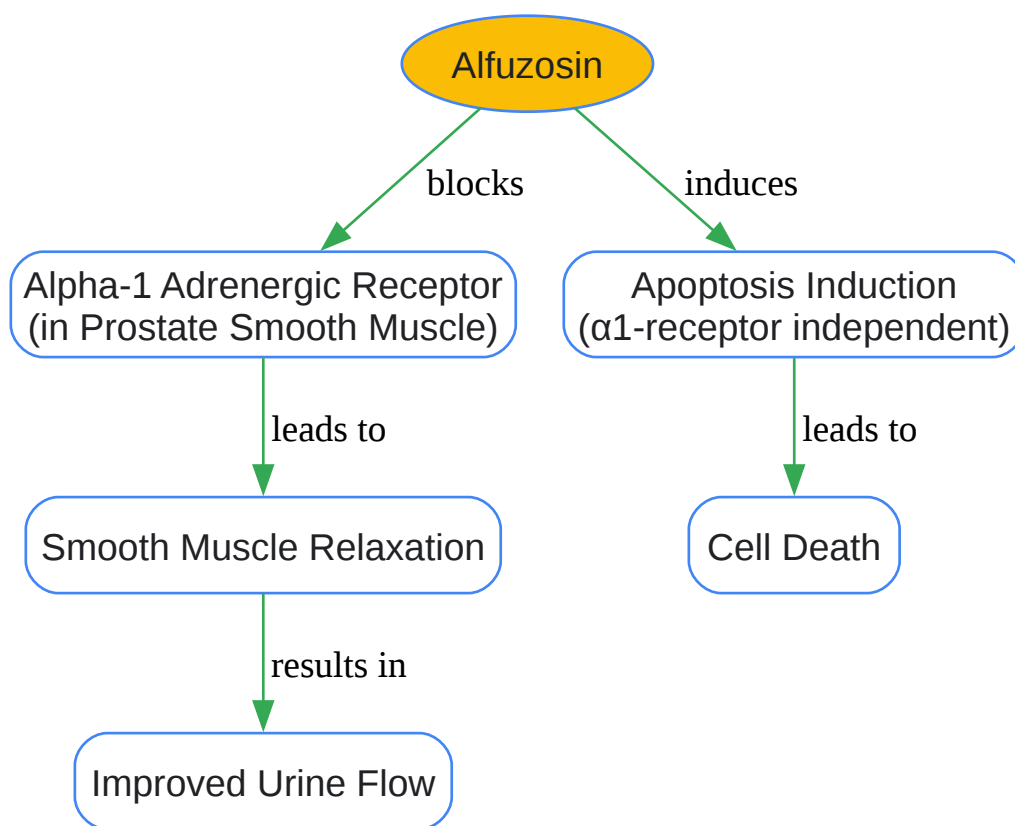 Alfuzosin
blocks
induces
Alpha-1 Adrenergic Receptor
(in Prostate Smooth Muscle)
Apoptosis Induction
(α1-receptor independent)
leads to
leads to
Smooth Muscle Relaxation
Cell Death
results in
Improved Urine Flow